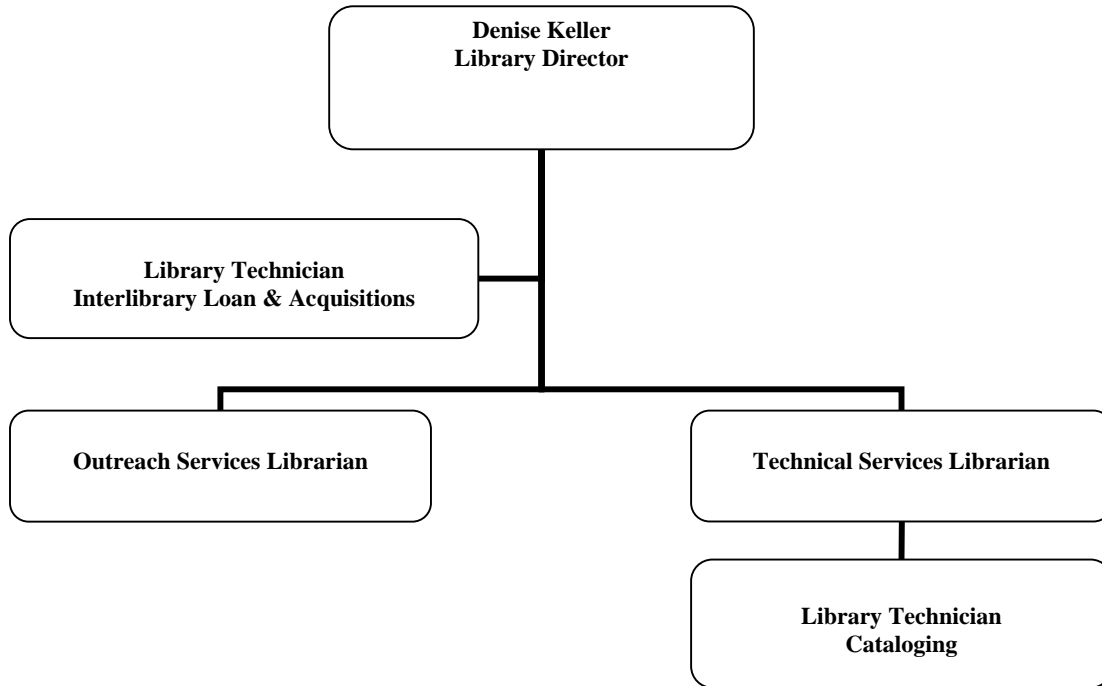 Denise Keller
Library Director
Library Technician
Interlibrary Loan & Acquisitions
Outreach Services Librarian
Technical Services Librarian
Library Technician
Cataloging